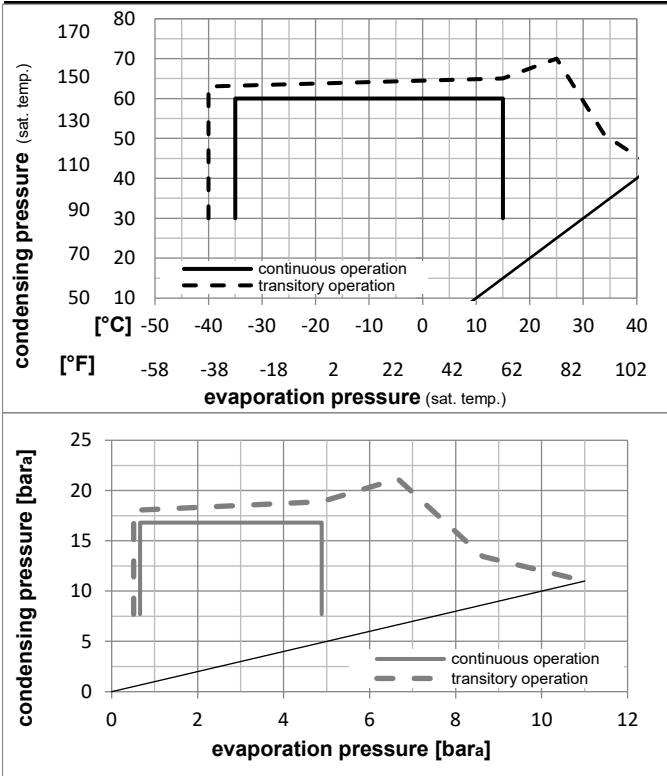 condensing pressure (sat. temp.)
170 80
70
150 60
130 50
110 40
90 30
70 20
50 10
continuous operation
transitory operation
[°C] -50 -40 -30 -20 -10 0 10 20 30 40
[°F] -58 -38 -18 2 22 42 62 82 102
evaporation pressure (sat. temp.)
condensing pressure [bara]
25
20
15
10
5
0
continuous operation
transitory operation
0 2 4 6 8 10 12
evaporation pressure [bara]